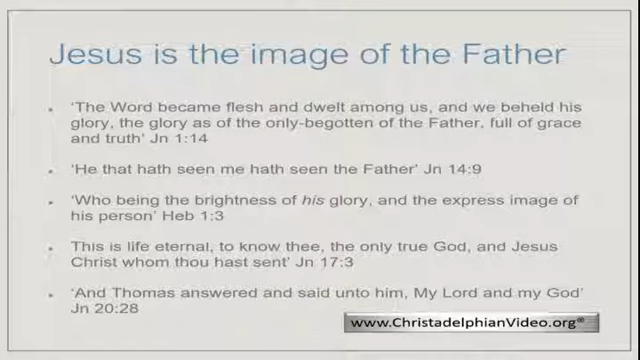 Jesus is the image of the Father
• 'The Word became flesh and dwelt among us, and we beheld his
glory, the glory as of the only-begotten of the Father, full of grace
and truth' Jn 1:14
• 'He that hath seen me hath seen the Father' Jn 14:9
• 'Who being the brightness of his glory, and the express image of
his person' Heb 1:3
• This is life eternal, to know thee, the only true God, and Jesus
Christ whom thou hast sent' Jn 17:3
• 'And Thomas answered and said unto him, My Lord and my God'
Jn 20:28
www.ChristadelphianVideo.org®